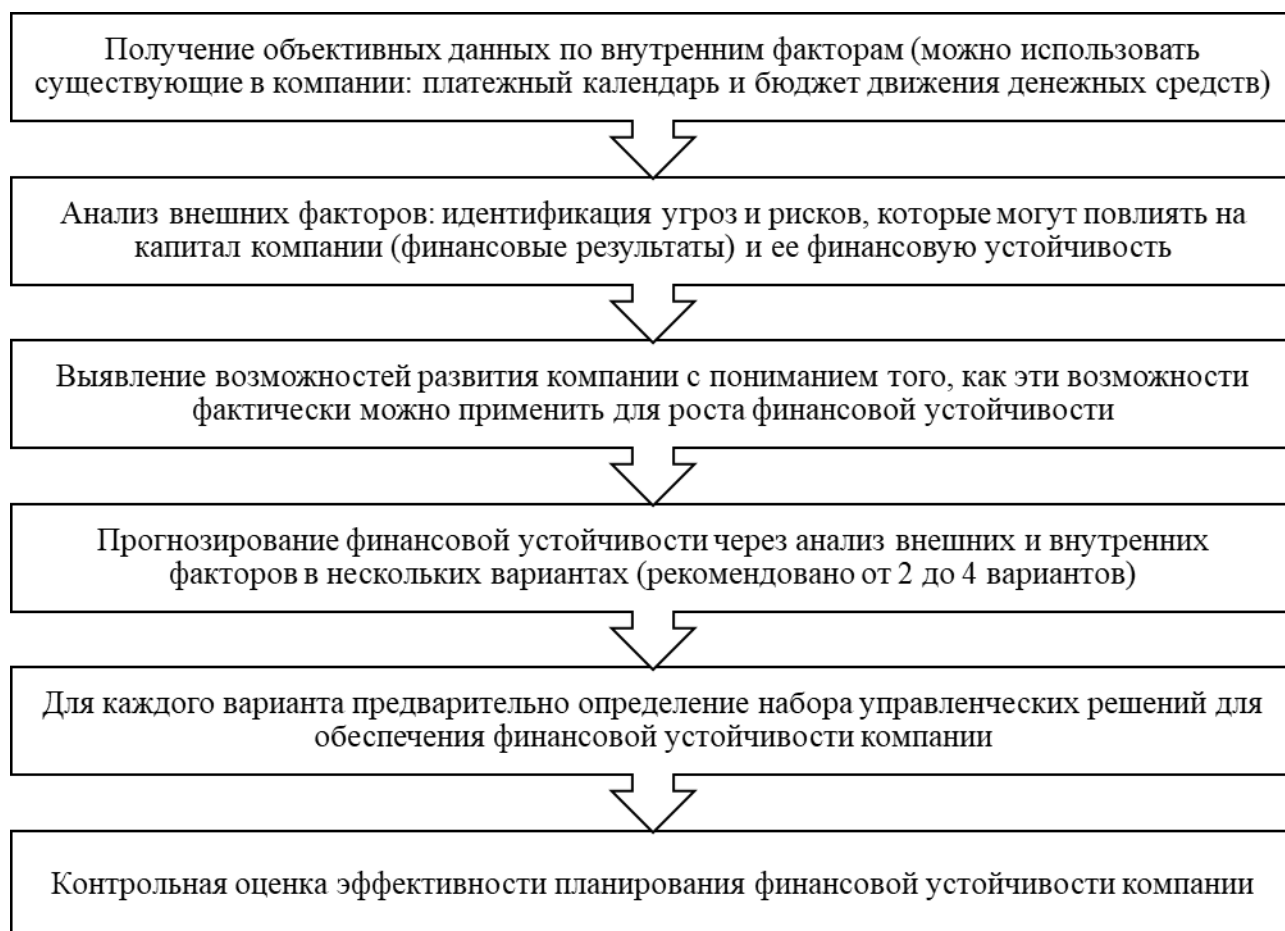 Получение объективных данных по внутренним факторам (можно использовать
существующие в компании: платежный календарь и бюджет движения денежных средств)
Анализ внешних факторов: идентификация угроз и рисков, которые могут повлиять на
капитал компании (финансовые результаты) и ее финансовую устойчивость
Выявление возможностей развития компании с пониманием того, как эти возможности
фактически можно применить для роста финансовой устойчивости
Прогнозирование финансовой устойчивости через анализ внешних и внутренних
факторов в нескольких вариантах (рекомендовано от 2 до 4 вариантов)
Для каждого варианта предварительно определение набора управленческих решений для
обеспечения финансовой устойчивости компании
Контрольная оценка эффективности планирования финансовой устойчивости компании